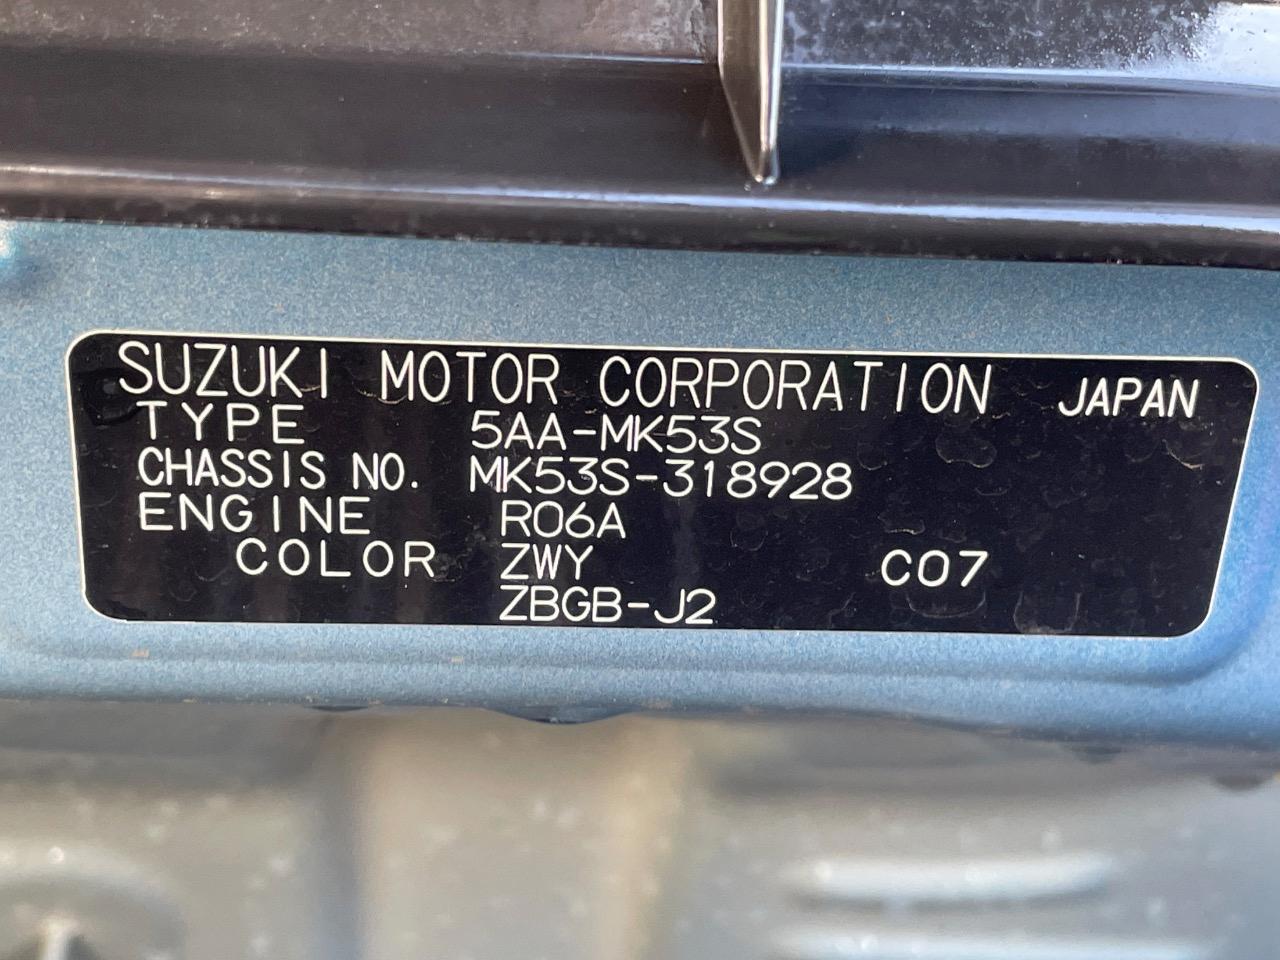 SUZUKI MOTOR CORPORATION JAPAN
TYPE 5AA-MK53S
CHASSIS NO. MK53S-318928
ENGINE R06A
COLOR ZWY C07
ZBGB-J2